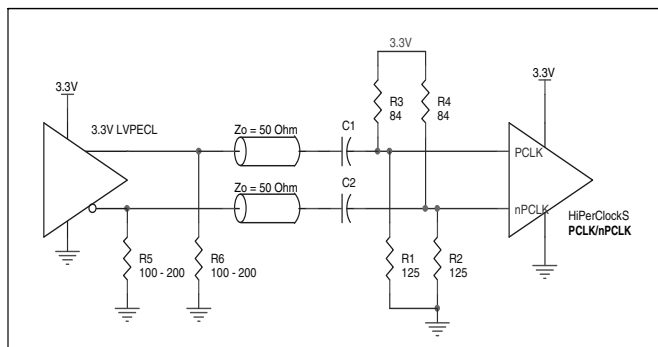 3.3V
3.3V
3.3V
3.3V LVPECL
R3
84
R4
84
Zo = 50 Ohm
C1
PCLK
Zo = 50 Ohm
C2
nPCLK
HiPerClockS
PCLK/nPCLK
R5
100 - 200
R6
100 - 200
R1
125
R2
125